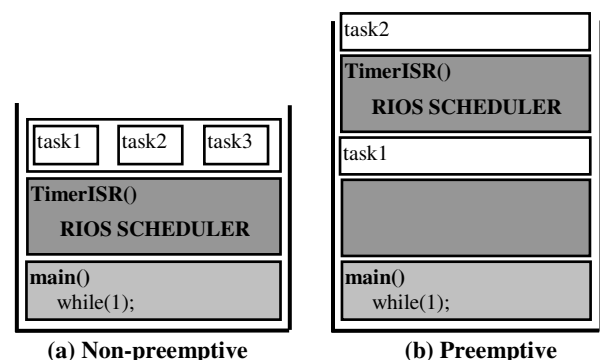 task1 task2 task3
TimerISR()
RIOS SCHEDULER
main()
while(1);
(a) Non-preemptive
task2
TimerISR()
RIOS SCHEDULER
task1
main()
while(1);
(b) Preemptive